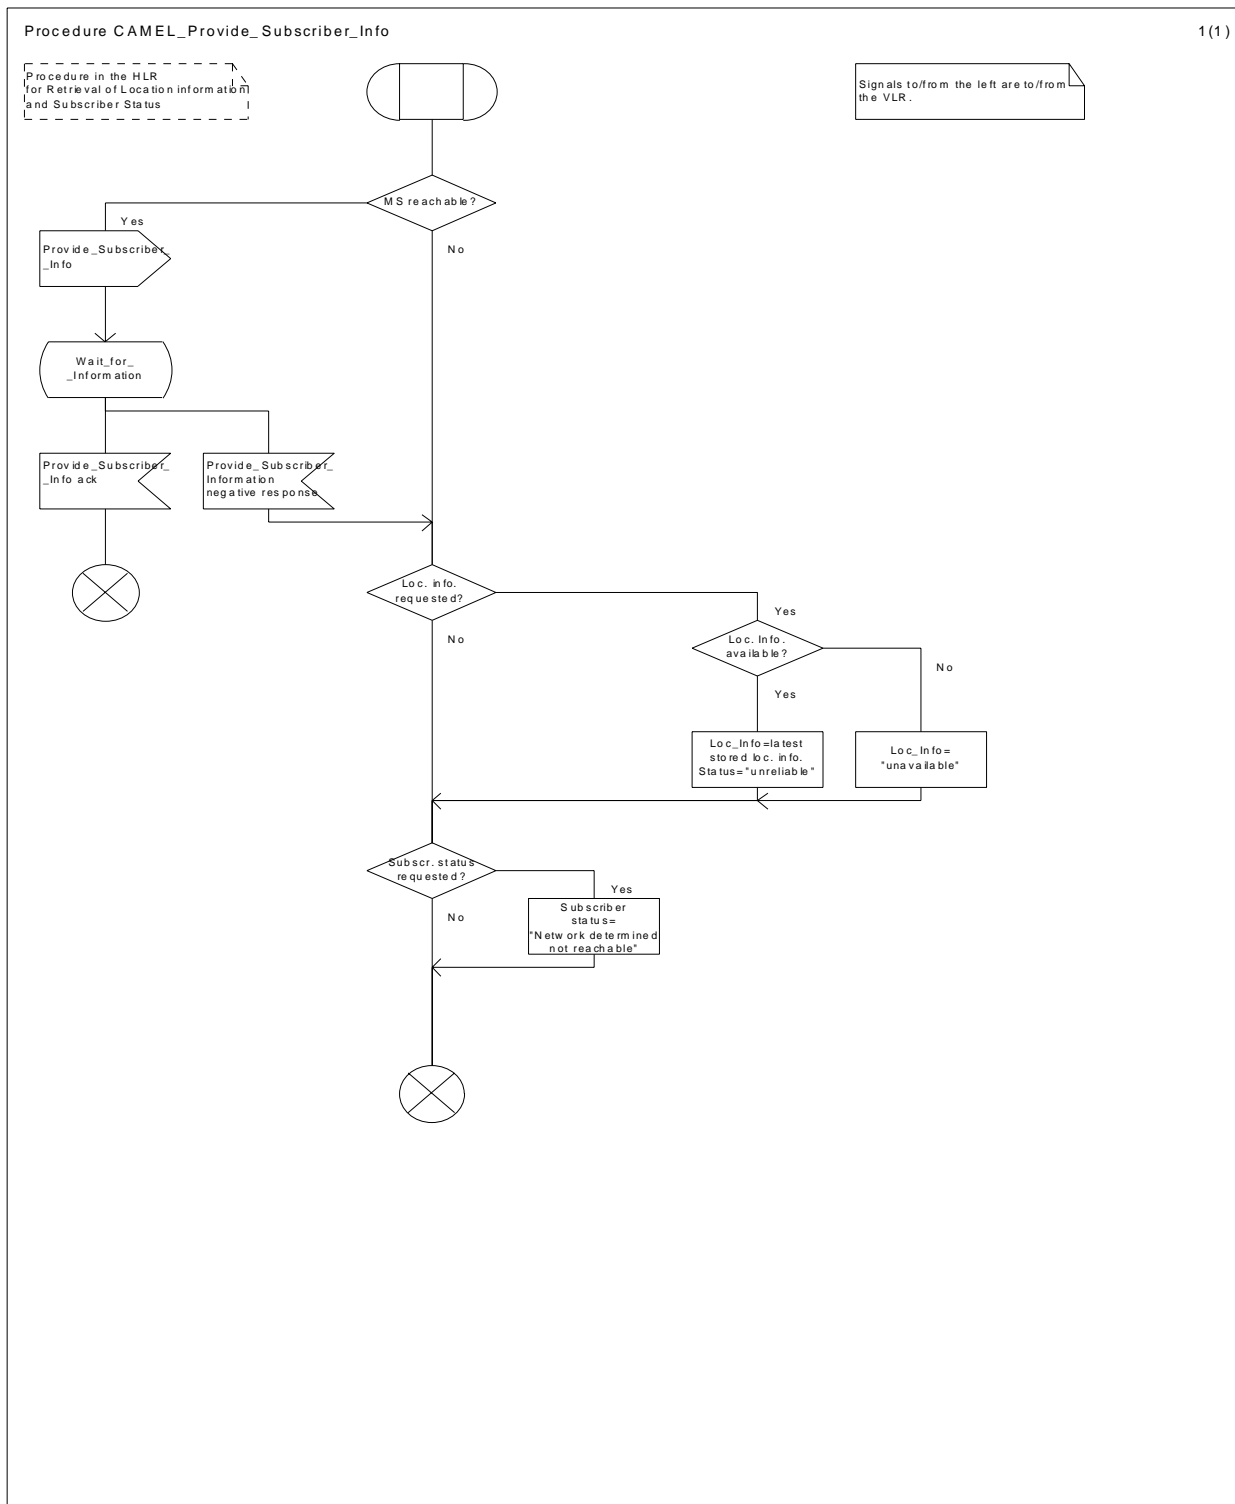 Procedure CAMEL_Provide_Subscriber_Info
1(1)
Procedure in the HLR
for Retrieval of Location information
and Subscriber Status
Signals to/from the left are to/from
the VLR.
MS reachable?
Yes
No
Provide_Subscriber_
_Info
Wait_for_
_Information
Provide_Subscriber_
_Info ack
Provide_Subscriber_
Information
negative response
Loc. info.
requested?
Yes
No
Loc. Info.
available?
No
Yes
Loc_Info=latest
stored loc. info.
Status="unreliable"
Loc_Info=
"unavailable"
Subscr. status
requested?
Yes
No
Subscriber
status=
"Network determined
not reachable"